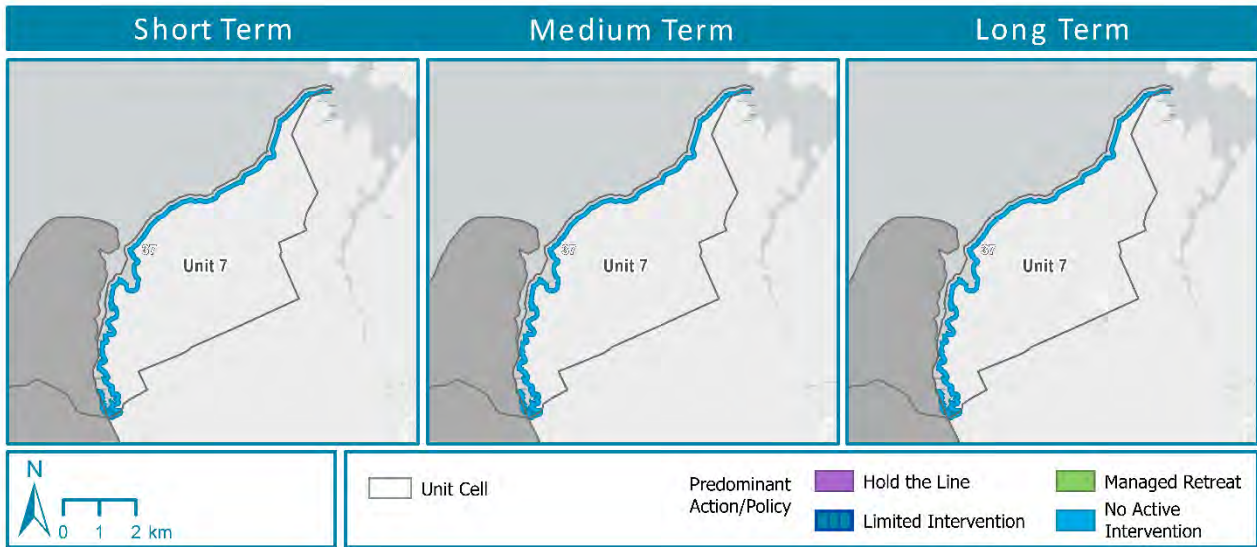 Short Term
Medium Term
Long Term
37
Unit 7
37
Unit 7
37
Unit 7
N
0 1 2 km
Unit Cell
Predominant
Action/Policy
Hold the Line
Limited Intervention
Managed Retreat
No Active
Intervention